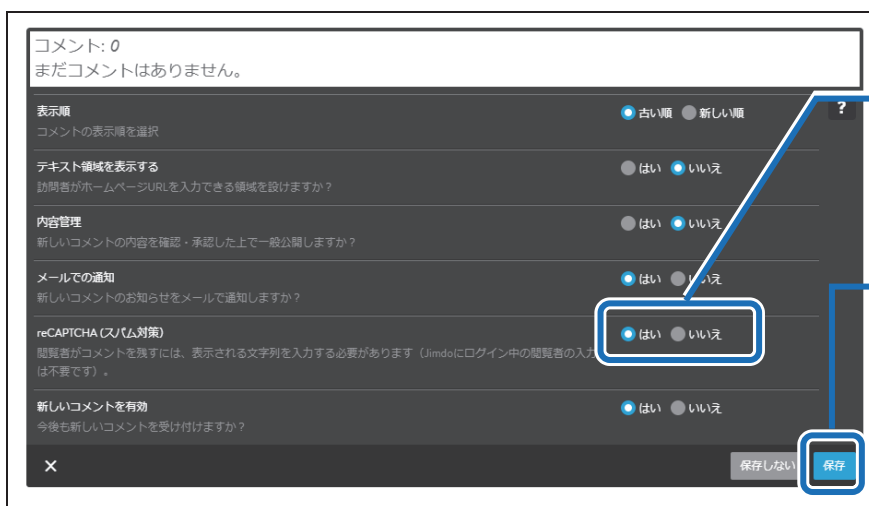 コメント: 0
まだコメントはありません。
表示順
古い順 新しい順
?
コメントの表示順を選択
テキスト領域を表示する
はい いいえ
訪問者がホームページURLを入力できる領域を設けますか？
内容管理
はい いいえ
新しいコメントの内容を確認・承認した上で一般公開しますか？
メールでの通知
はい いいえ
新しいコメントのお知らせをメールで通知しますか？
reCAPTCHA (スパム対策)
はい いいえ
閲覧者がコメントを残すには、表示される文字列を入力する必要があります（Jimdoにログイン中の閲覧者の入力
は不要です）。
新しいコメントを有効
はい いいえ
今後も新しいコメントを受け付けますか？
保存しない 保存